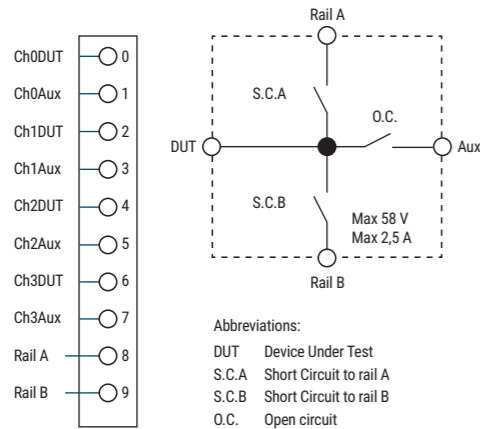 Ch0DUT 0
Ch0Aux 1
Ch1DUT 2
Ch1Aux 3
Ch2DUT 4
Ch2Aux 5
Ch3DUT 6
Ch3Aux 7
Rail A 8
Rail B 9
Rail A
S.C.A
O.C.
DUT
Aux
S.C.B
Max 58 V
Max 2,5 A
Rail B
Abbreviations:
DUT Device Under Test
S.C.A Short Circuit to rail A
S.C.B Short Circuit to rail B
O.C. Open circuit